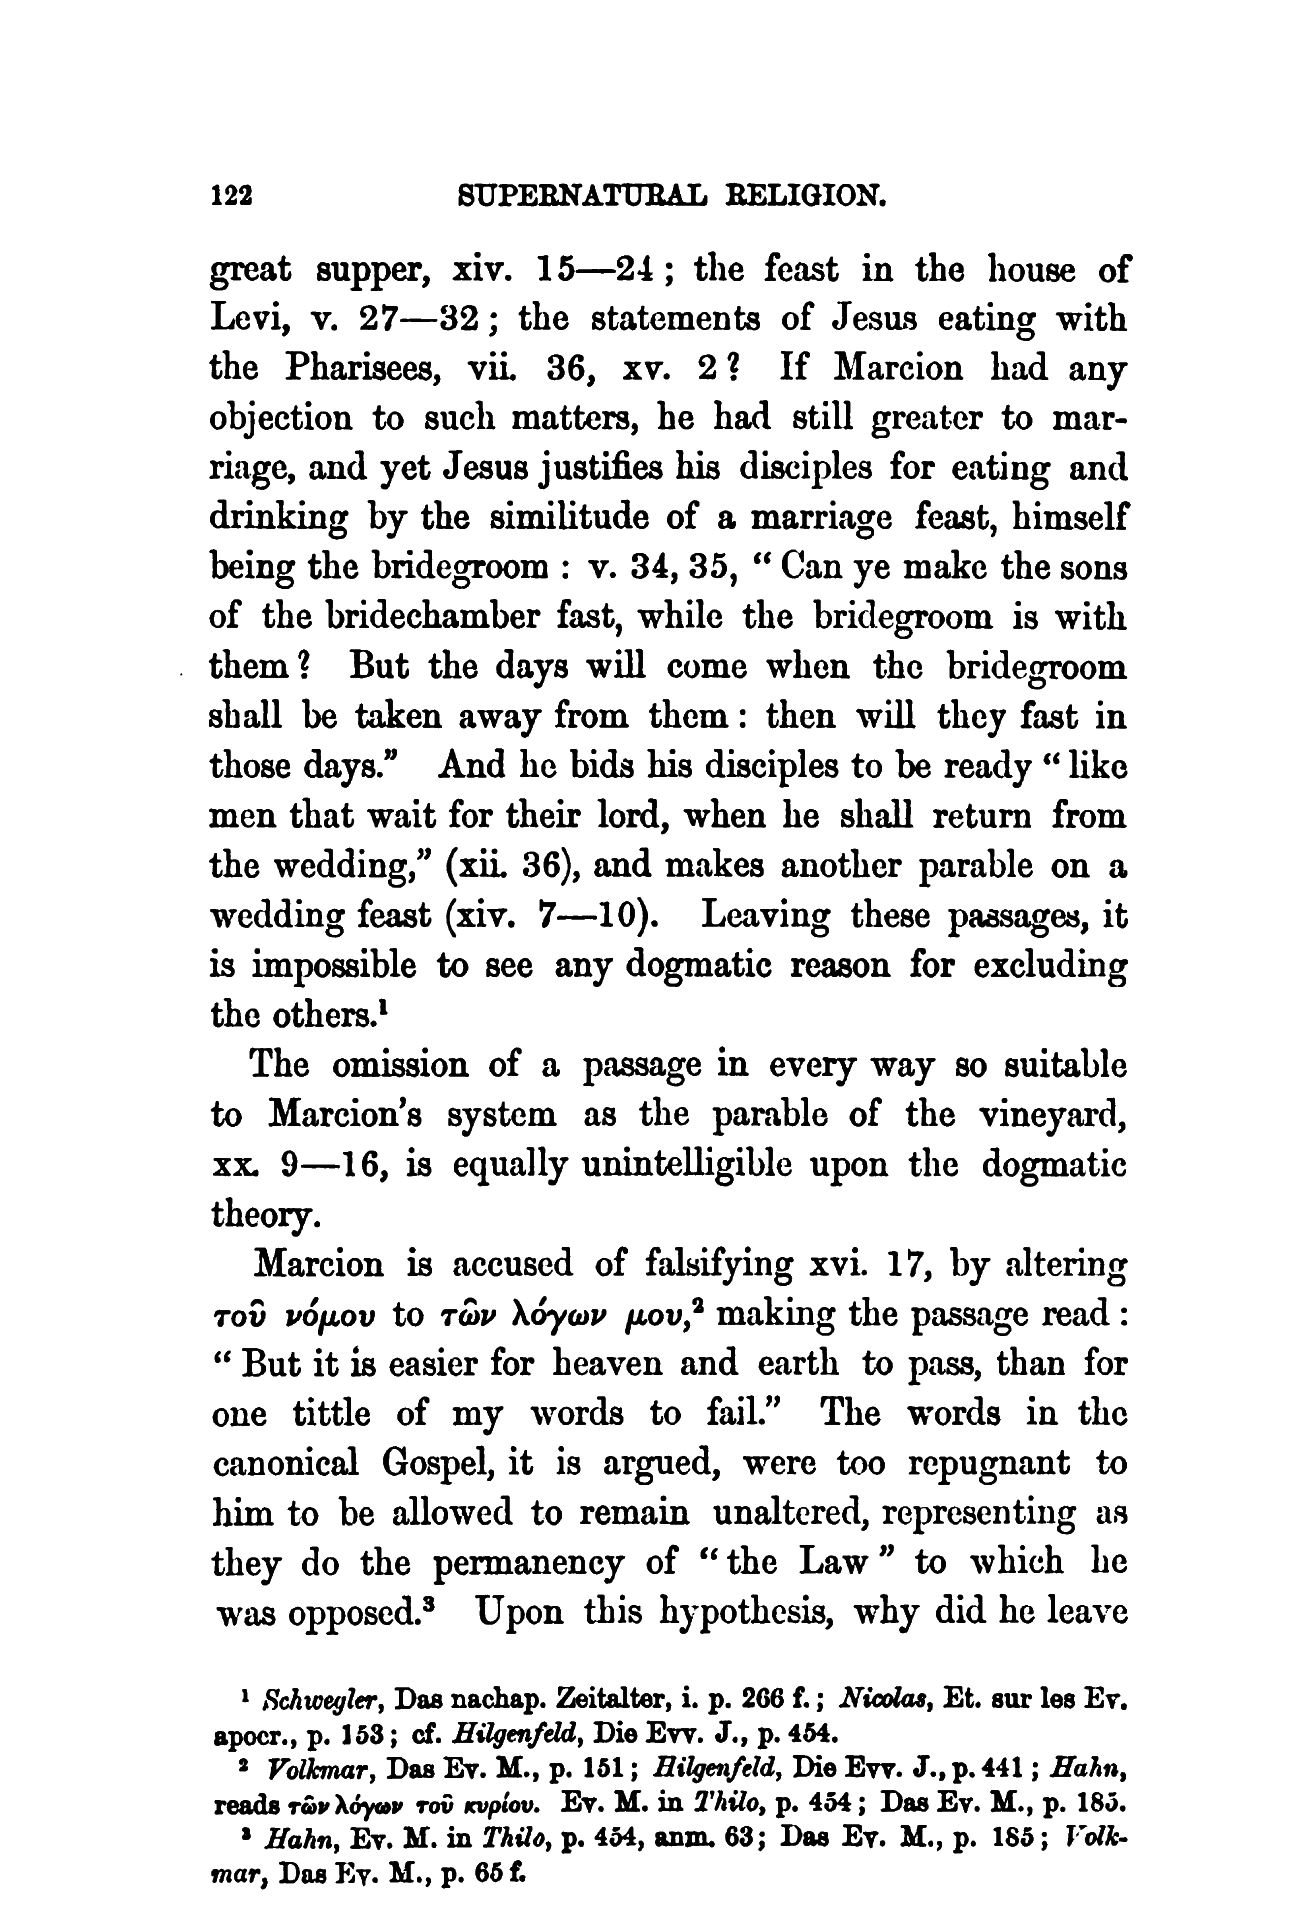 122 SUPERNATURAL RELIGION.
great supper, xiv. 15—24; the feast in the house of
Levi, v. 27—32; the statements of Jesus eating with
the Pharisees, vii. 36, xv. 2? If Marcion had any
objection to such matters, he had still greater to mar-
riage, and yet Jesus justifies his disciples for eating and
drinking by the similitude of a marriage feast, himself
being the bridegroom : v. 34, 35, “Can ye make the sons
of the bridechamber fast, while the bridegroom is with
them? But the days will come when the bridegroom
shall be taken away from them: then will they fast in
those days.” And he bids his disciples to be ready “like
men that wait for their lord, when he shall return from
the wedding,” (xii. 36), and makes another parable on a
wedding feast (xiv. 7—10). Leaving these passages, it
is impossible to see any dogmatic reason for excluding
the others.¹
The omission of a passage in every way so suitable
to Marcion’s system as the parable of the vineyard,
xx. 9—16, is equally unintelligible upon the dogmatic
theory.
Marcion is accused of falsifying xvi. 17, by altering
τοῦ νόμου to τῶν λόγων μου,² making the passage read :
“But it is easier for heaven and earth to pass, than for
one tittle of my words to fail.” The words in the
canonical Gospel, it is argued, were too repugnant to
him to be allowed to remain unaltered, representing as
they do the permanency of “the Law” to which he
was opposed.³ Upon this hypothesis, why did he leave
¹ Schwegler, Das nachap. Zeitalter, i. p. 266 f.; Nicolas, Et. sur les Ev.
apocr., p. 153; cf. Hilgenfeld, Die Evv. J., p. 454.
² Volkmar, Das Ev. M., p. 151; Hilgenfeld, Die Evv. J., p. 441; Hahn,
reads τῶν λόγων τοῦ κυρίου. Ev. M. in Thilo, p. 454; Das Ev. M., p. 185.
³ Hahn, Ev. M. in Thilo, p. 454, anm. 63; Das Ev. M., p. 185; Volk-
mar, Das Ev. M., p. 65 f.